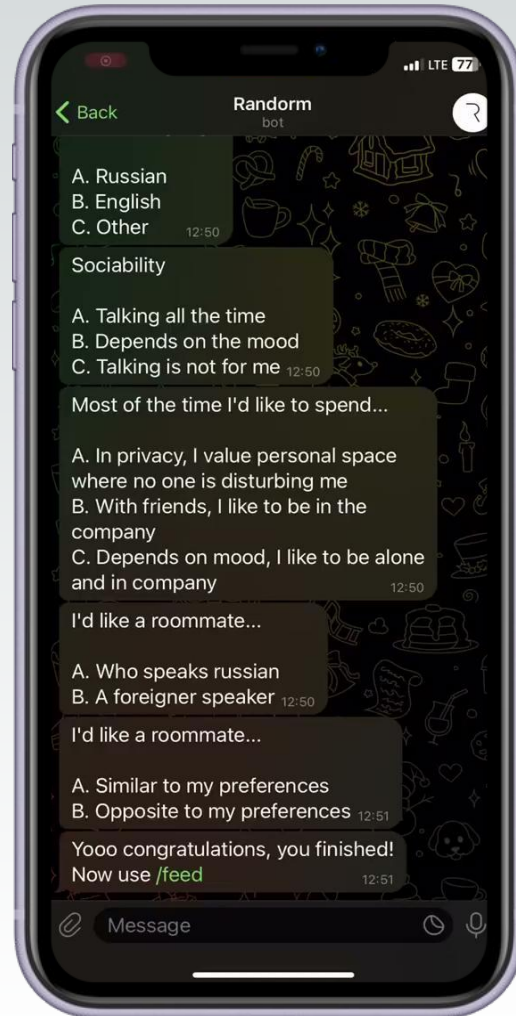 LTE 77
Back
Randorm
bot
A. Russian
B. English
C. Other 12:50
Sociability
A. Talking all the time
B. Depends on the mood
C. Talking is not for me 12:50
Most of the time I'd like to spend...
A. In privacy, I value personal space
where no one is disturbing me
B. With friends, I like to be in the
company
C. Depends on mood, I like to be alone
and in company 12:50
I'd like a roommate...
A. Who speaks russian
B. A foreigner speaker 12:50
I'd like a roommate...
A. Similar to my preferences
B. Opposite to my preferences 12:51
Yooo congratulations, you finished!
Now use /feed 12:51
Message